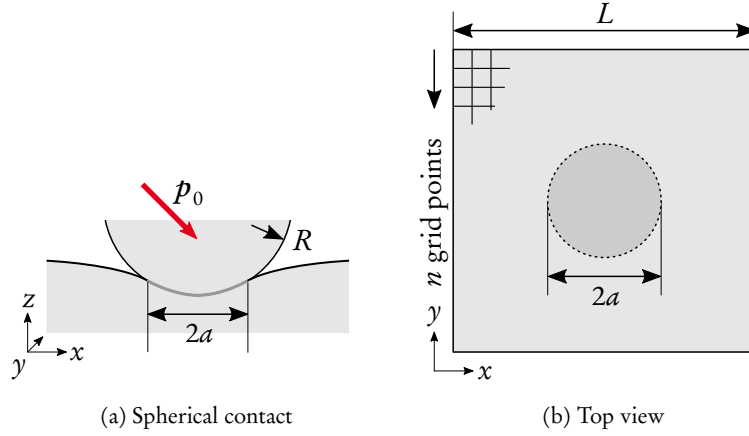 p₀
R
2a
z
x
y
(a) Spherical contact
L
n grid points
2a
y
x
(b) Top view